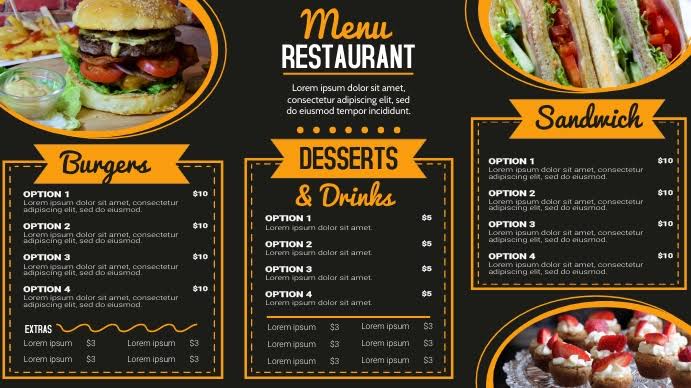 Menu
RESTAURANT
Lorem ipsum dolor sit amet,
consectetur adipiscing elit, sed
do eiusmod tempor incididunt.
Burgers
OPTION 1 $10
Lorem ipsum dolor sit amet, consectetur
adipiscing elit, sed do eiusmod.
OPTION 2 $10
Lorem ipsum dolor sit amet, consectetur
adipiscing elit, sed do eiusmod.
OPTION 3 $10
Lorem ipsum dolor sit amet, consectetur
adipiscing elit, sed do eiusmod.
OPTION 4 $10
Lorem ipsum dolor sit amet, consectetur
adipiscing elit, sed do eiusmod.
EXTRAS
Lorem ipsum $3 Lorem ipsum $3
Lorem ipsum $3 Lorem ipsum $3
DESSERTS
& Drinks
OPTION 1 $5
Lorem ipsum dolor sit amet.
OPTION 2 $5
Lorem ipsum dolor sit amet.
OPTION 3 $5
Lorem ipsum dolor sit amet.
OPTION 4 $5
Lorem ipsum dolor sit amet.
Lorem ipsum $3 Lorem ipsum $3
Lorem ipsum $3 Lorem ipsum $3
Lorem ipsum $3 Lorem ipsum $3
Sandwich
OPTION 1 $10
Lorem ipsum dolor sit amet, consectetur
adipiscing elit, sed do eiusmod.
OPTION 2 $10
Lorem ipsum dolor sit amet, consectetur
adipiscing elit, sed do eiusmod.
OPTION 3 $10
Lorem ipsum dolor sit amet, consectetur
adipiscing elit, sed do eiusmod.
OPTION 4 $10
Lorem ipsum dolor sit amet, consectetur
adipiscing elit, sed do eiusmod.